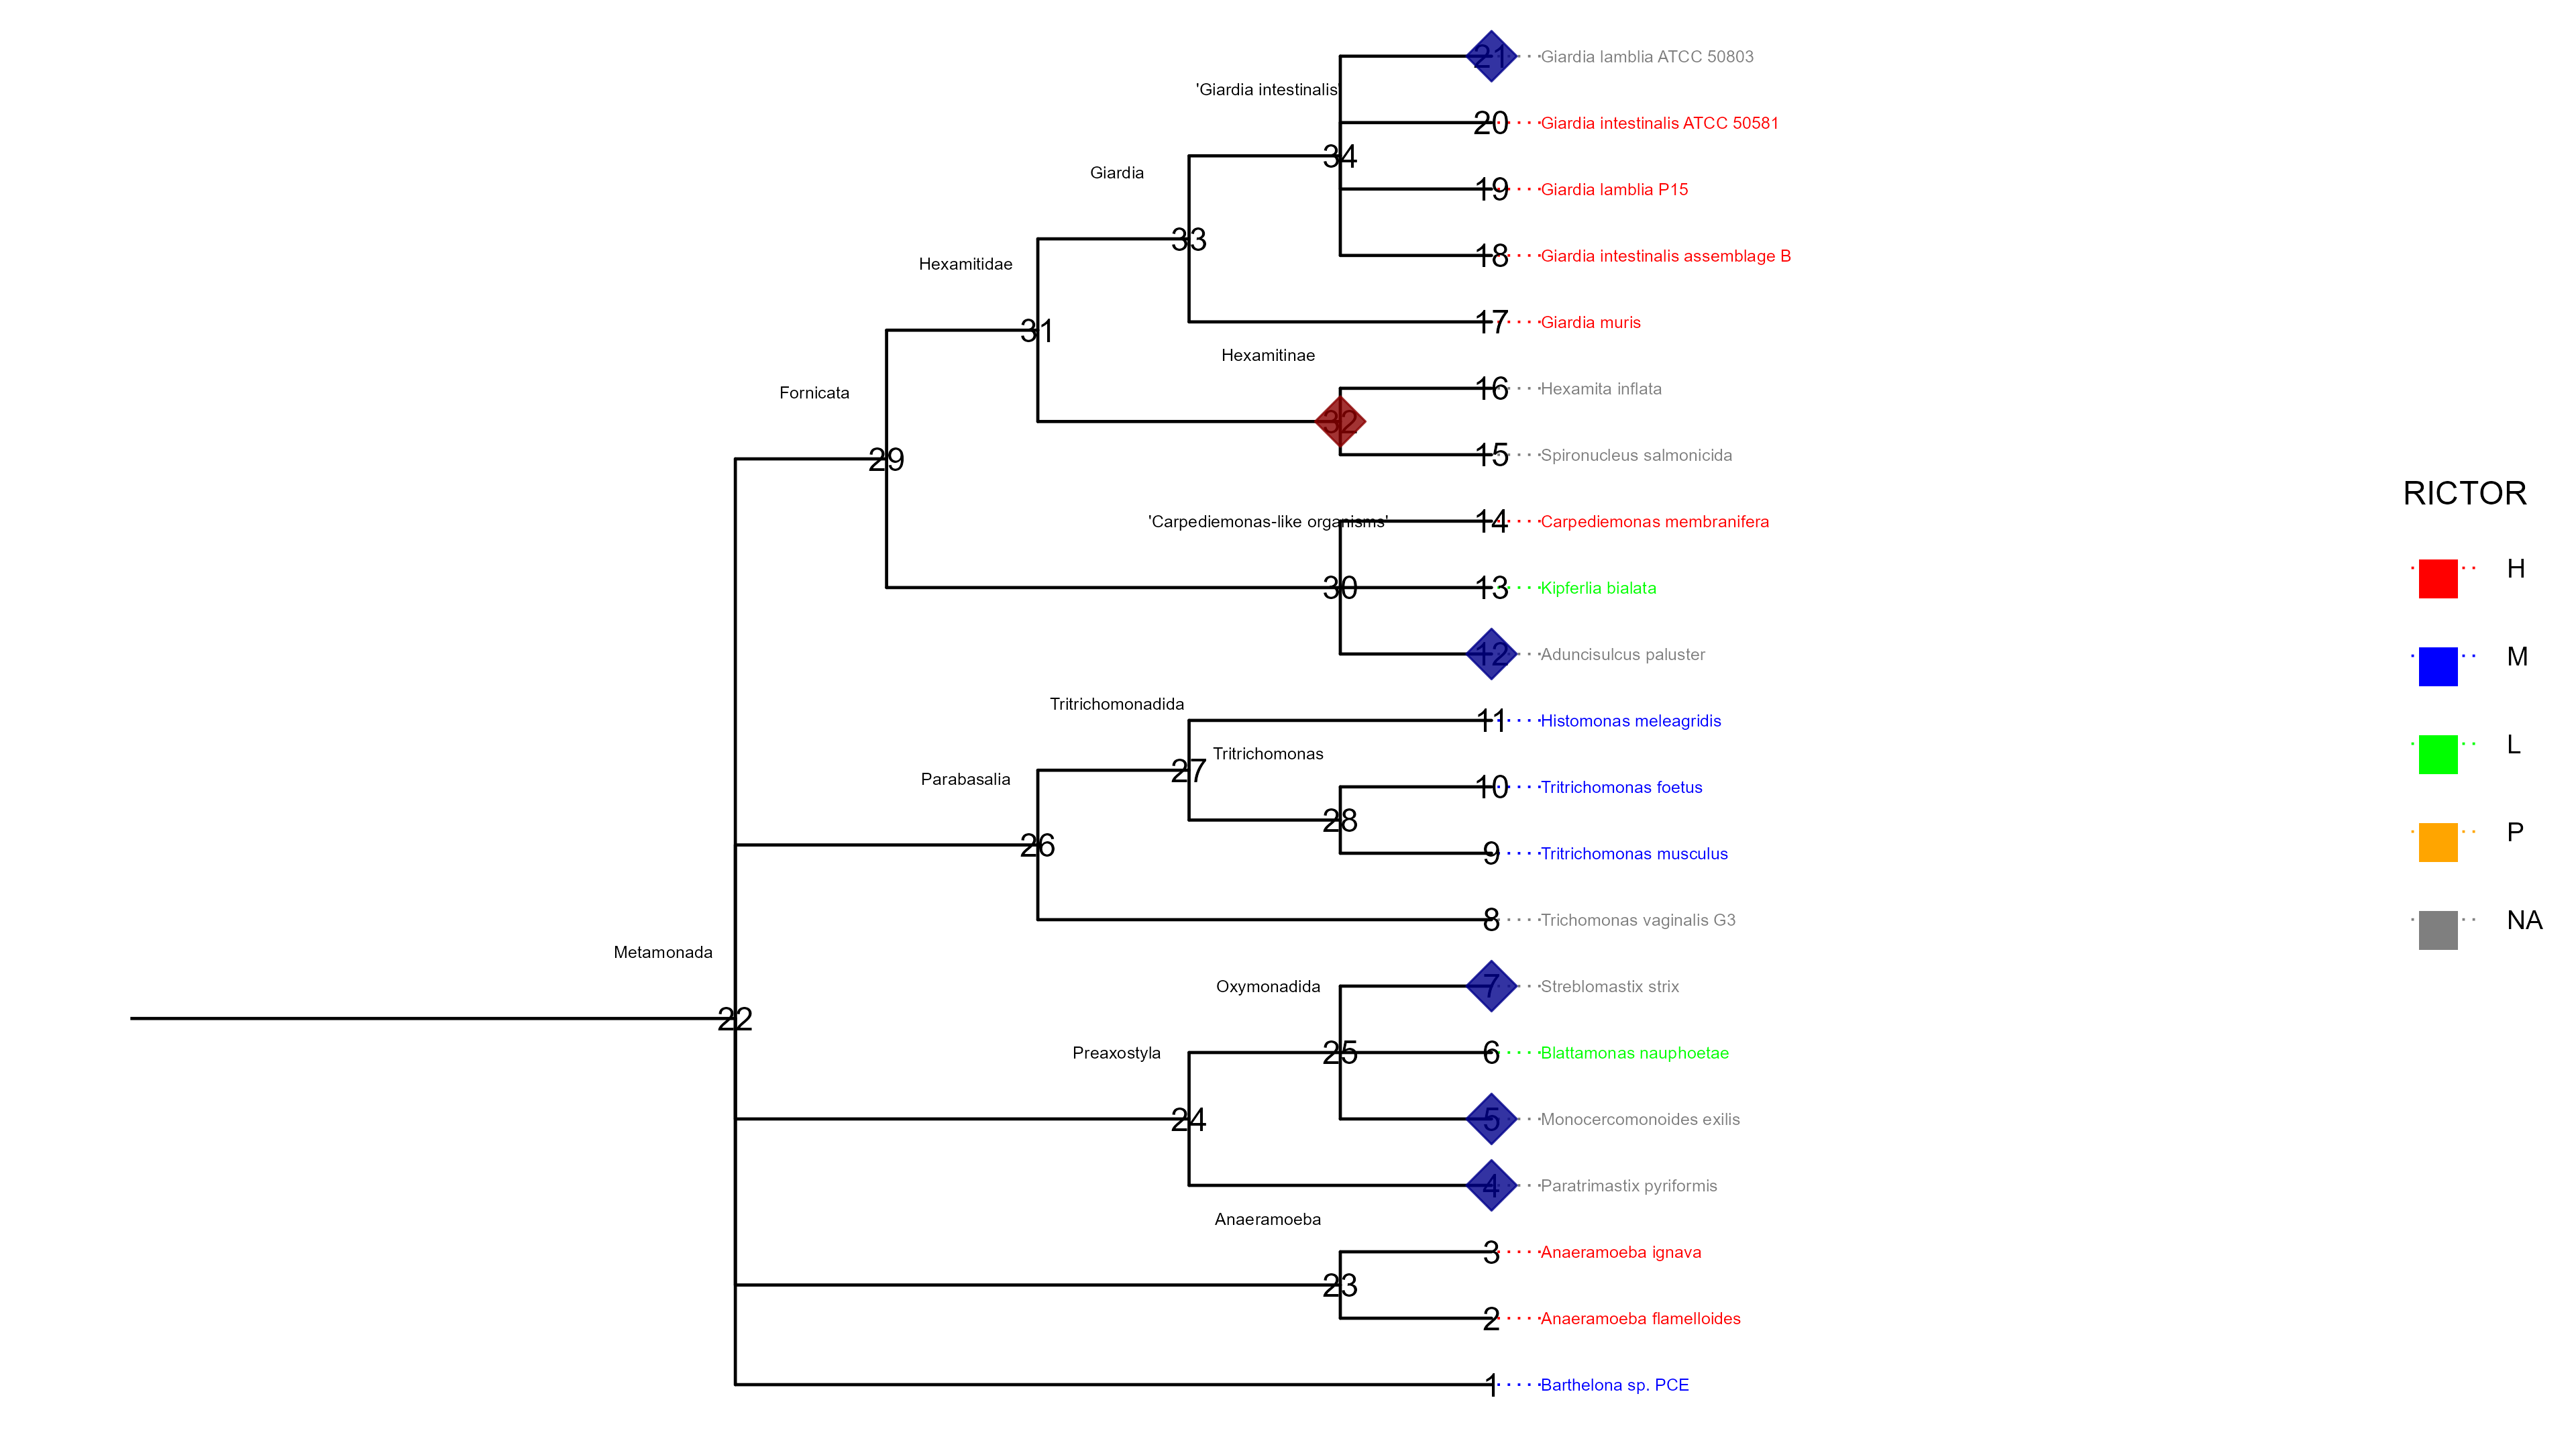 21 Giardia lamblia ATCC 50803
'Giardia intestinalis'
20 Giardia intestinalis ATCC 50581
34
Giardia
19 Giardia lamblia P15
33
18 Giardia intestinalis assemblage B
Hexamitidae
17 Giardia muris
31
Hexamitinae
16 Hexamita inflata
Fornicata
32
15 Spironucleus salmonicida
29
RICTOR
'Carpediemonas-like organisms'
14 Carpediemonas membranifera
H
30
13 Kipferlia bialata
12 Aduncisulcus paluster
M
Tritrichomonadida
11 Histomonas meleagridis
L
Tritrichomonas
27
Parabasalia
10 Tritrichomonas foetus
28
P
26
9 Tritrichomonas musculus
8 Trichomonas vaginalis G3
NA
Metamonada
Oxymonadida
7 Streblomastix strix
22
Preaxostyla
25
6 Blattamonas nauphoetae
24
5 Monocercomonoides exilis
4 Paratrimastix pyriformis
Anaeramoeba
3 Anaeramoeba ignava
23
2 Anaeramoeba flamelloides
1 Barthelona sp. PCE